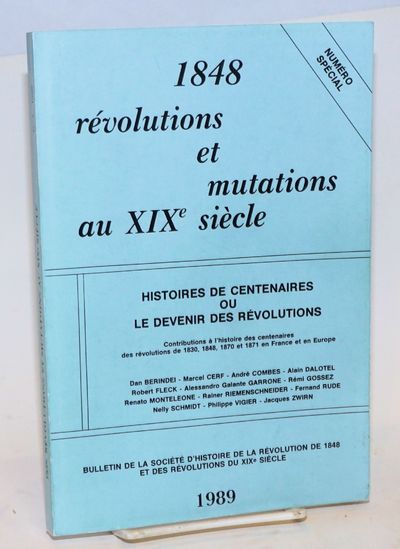 NUMÉRO
SPÉCIAL
1848
révolutions
et
mutations
au XIXe siècle
HISTOIRES DE CENTENAIRES
OU
LE DEVENIR DES RÉVOLUTIONS
Contributions à l'histoire des centenaires
des révolutions de 1830, 1848, 1870 et 1871 en France et en Europe
Dan BERINDEI - Marcel CERF - André COMBES - Alain DALOTEL
Robert FLECK - Alessandro Galante GARRONE - Rémi GOSSEZ
Renato MONTELEONE - Rainer RIEMENSCHNEIDER - Fernand RUDE
Nelly SCHMIDT - Philippe VIGIER - Jacques ZWIRN
BULLETIN DE LA SOCIÉTÉ D'HISTOIRE DE LA RÉVOLUTION DE 1848
ET DES RÉVOLUTIONS DU XIXe SIÈCLE
1989